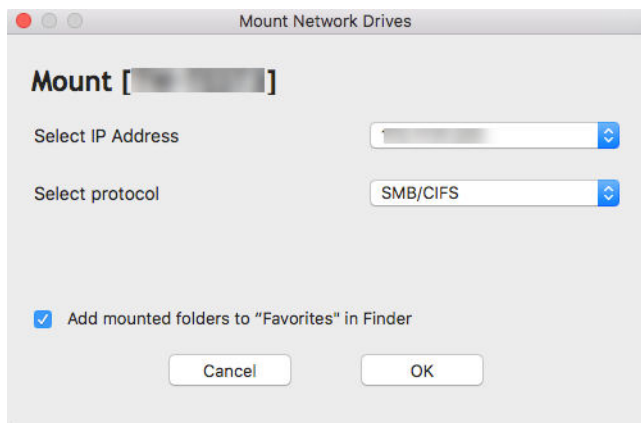 Mount Network Drives
Mount [ ]
Select IP Address
Select protocol SMB/CIFS
Add mounted folders to “Favorites" in Finder
Cancel OK